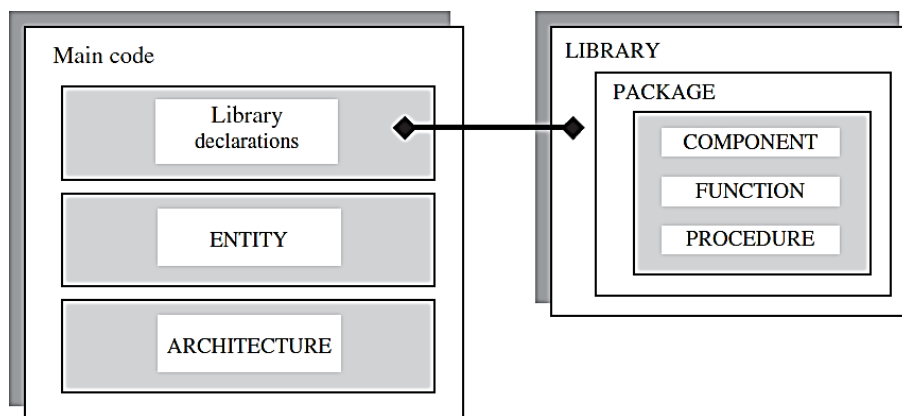 Main code
Library
declarations
ENTITY
ARCHITECTURE
LIBRARY
PACKAGE
COMPONENT
FUNCTION
PROCEDURE